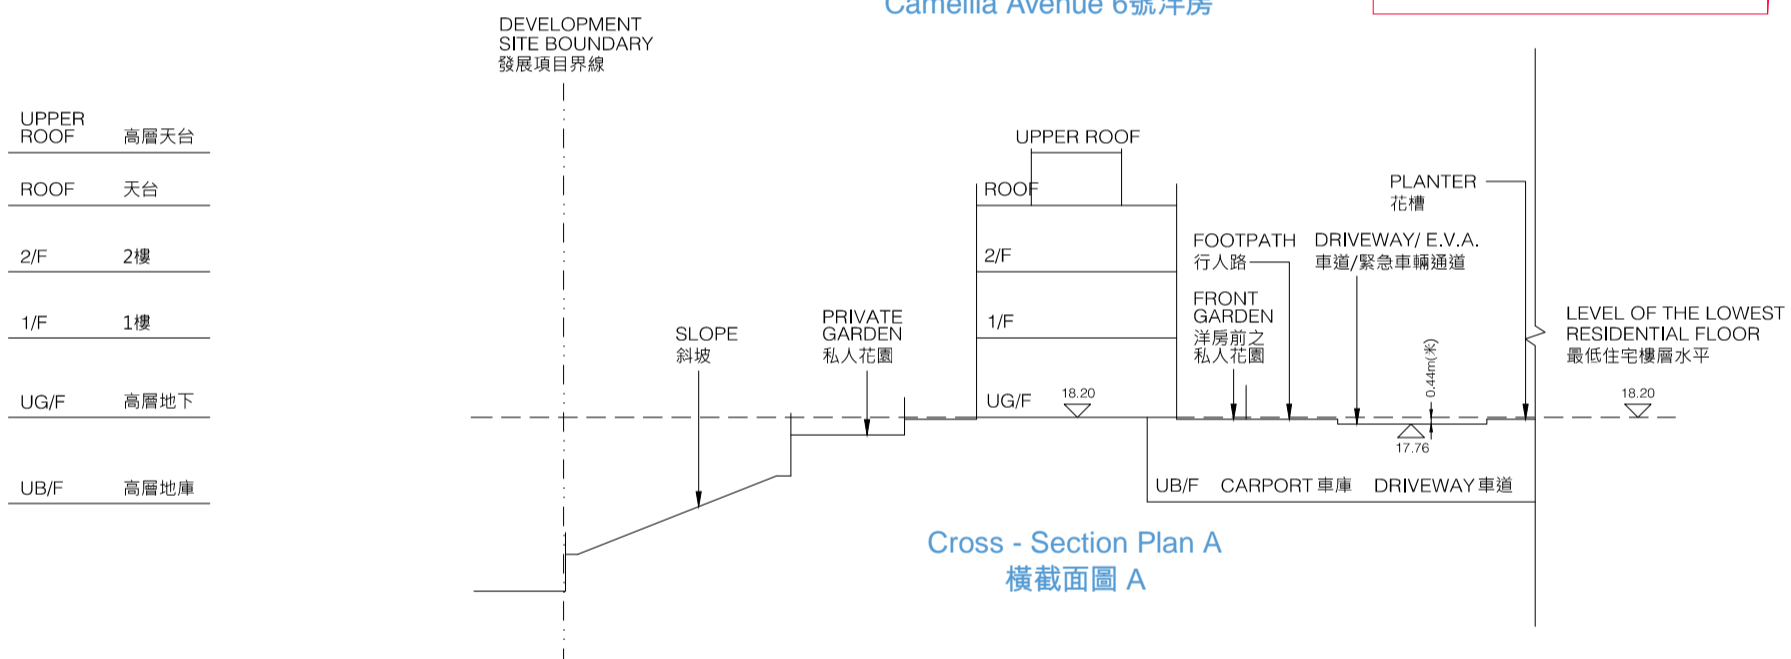 Camellia Avenue 6號洋房
DEVELOPMENT
SITE BOUNDARY
發展項目界線
UPPER
ROOF 高層天台
ROOF 天台
2/F 2樓
1/F 1樓
UG/F 高層地下
UB/F 高層地庫
UPPER ROOF
ROOF
2/F
1/F
UG/F
18.20
SLOPE
斜坡
PRIVATE
GARDEN
私人花園
PLANTER
花槽
FOOTPATH
行人路
DRIVEWAY/ E.V.A.
車道/緊急車輛通道
FRONT
GARDEN
洋房前之
私人花園
0.44m(米)
17.76
LEVEL OF THE LOWEST
RESIDENTIAL FLOOR
最低住宅樓層水平
18.20
UB/F CARPORT 車庫 DRIVEWAY 車道
Cross - Section Plan A
橫截面圖 A